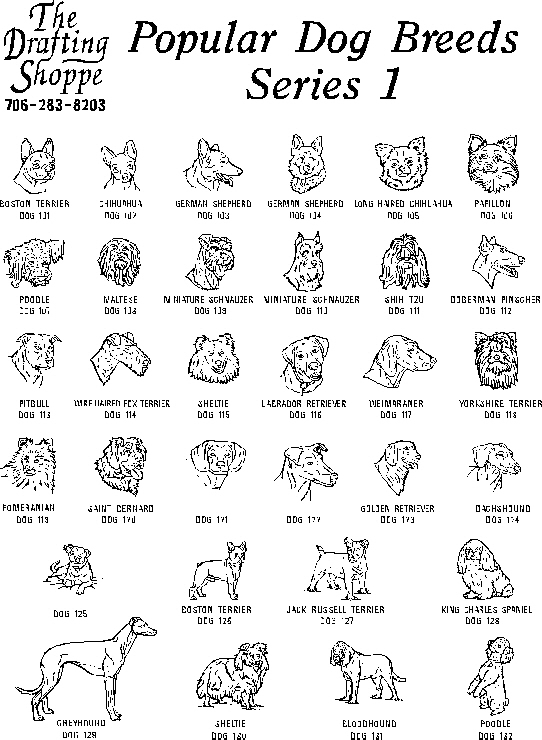 The
Drafting
Shoppe
706-283-8203
Popular Dog Breeds
Series 1
BOSTON TERRIER
DOG 101
CHIHUAHUA
DOG 102
GERMAN SHEPHERD
DOG 103
GERMAN SHEPHERD
DOG 104
LONG HAIRED CHIHUAHUA
DOG 105
PAPILLON
DOG 106
POODLE
DOG 107
MALTESE
DOG 108
MINIATURE SCHNAUZER
DOG 109
MINIATURE SCHNAUZER
DOG 110
SHIH TZU
DOG 111
DOBERMAN PINSCHER
DOG 112
PITBULL
DOG 113
WIREHAIRED FOX TERRIER
DOG 114
SHELTIE
DOG 115
LABRADOR RETRIEVER
DOG 116
WEIMARANER
DOG 117
YORKSHIRE TERRIER
DOG 118
POMERANIAN
DOG 119
SAINT BERNARD
DOG 120
DOG 121
DOG 122
GOLDEN RETRIEVER
DOG 123
DACHSHOUND
DOG 124
DOG 125
BOSTON TERRIER
DOG 126
JACK RUSSELL TERRIER
DOG 127
KING CHARLES SPANIEL
DOG 128
GREYHOUND
DOG 129
SHELTIE
DOG 130
BLOODHOUND
DOG 131
POODLE
DOG 132